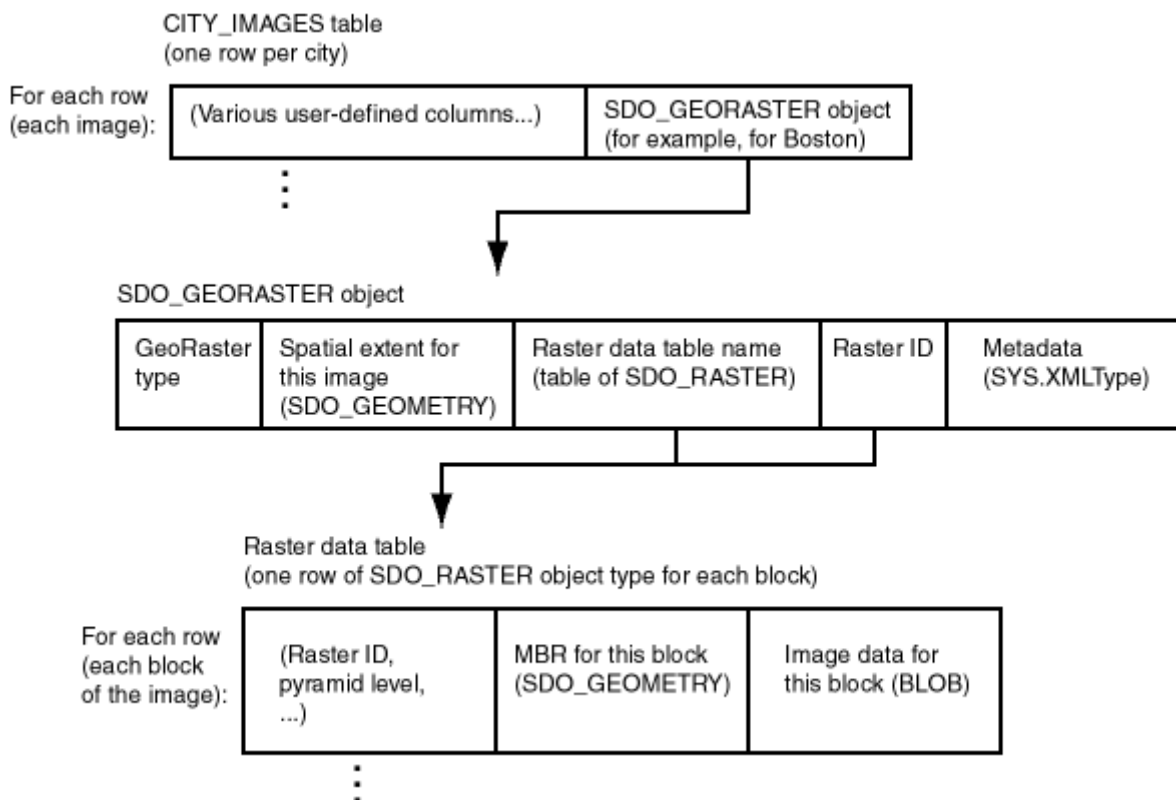 CITY_IMAGES table
(one row per city)
For each row
(each image):
(Various user-defined columns...)
SDO_GEORASTER object
(for example, for Boston)
SDO_GEORASTER object
GeoRaster
type
Spatial extent for
this image
(SDO_GEOMETRY)
Raster data table name
(table of SDO_RASTER)
Raster ID
Metadata
(SYS.XMLType)
Raster data table
(one row of SDO_RASTER object type for each block)
For each row
(each block
of the image):
(Raster ID,
pyramid level,
...)
MBR for this block
(SDO_GEOMETRY)
Image data for
this block (BLOB)